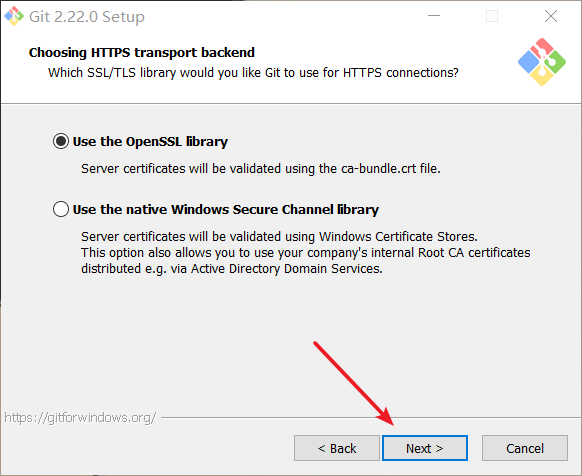 Git 2.22.0 Setup
Choosing HTTPS transport backend
Which SSL/TLS library would you like Git to use for HTTPS connections?
Use the OpenSSL library
Server certificates will be validated using the ca-bundle.crt file.
Use the native Windows Secure Channel library
Server certificates will be validated using Windows Certificate Stores.
This option also allows you to use your company's internal Root CA certificates
distributed e.g. via Active Directory Domain Services.
https://gitforwindows.org/
< Back
Next >
Cancel